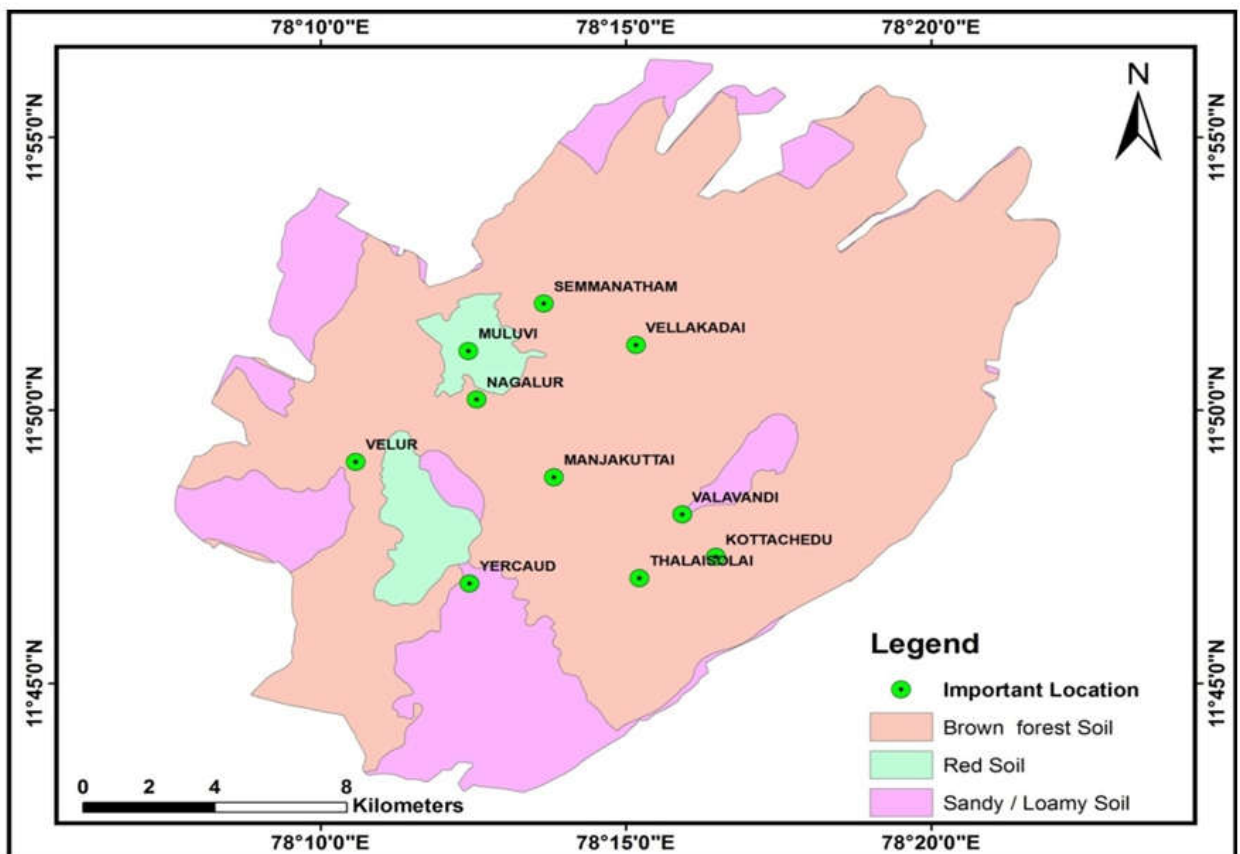 78°10'0"E 78°15'0"E 78°20'0"E
N
11°55'0"N 11°55'0"N
SEMMANATHAM
VELLAKADAI
MULUVI
NAGALUR
11°50'0"N 11°50'0"N
VELUR
MANJAKUTTAI
VALAVANDI
KOTTACHEDU
THALAISOLAI
YERCAUD
11°45'0"N 11°45'0"N
Legend
Important Location
Brown forest Soil
Red Soil
Sandy / Loamy Soil
0 2 4 8
Kilometers
78°10'0"E 78°15'0"E 78°20'0"E